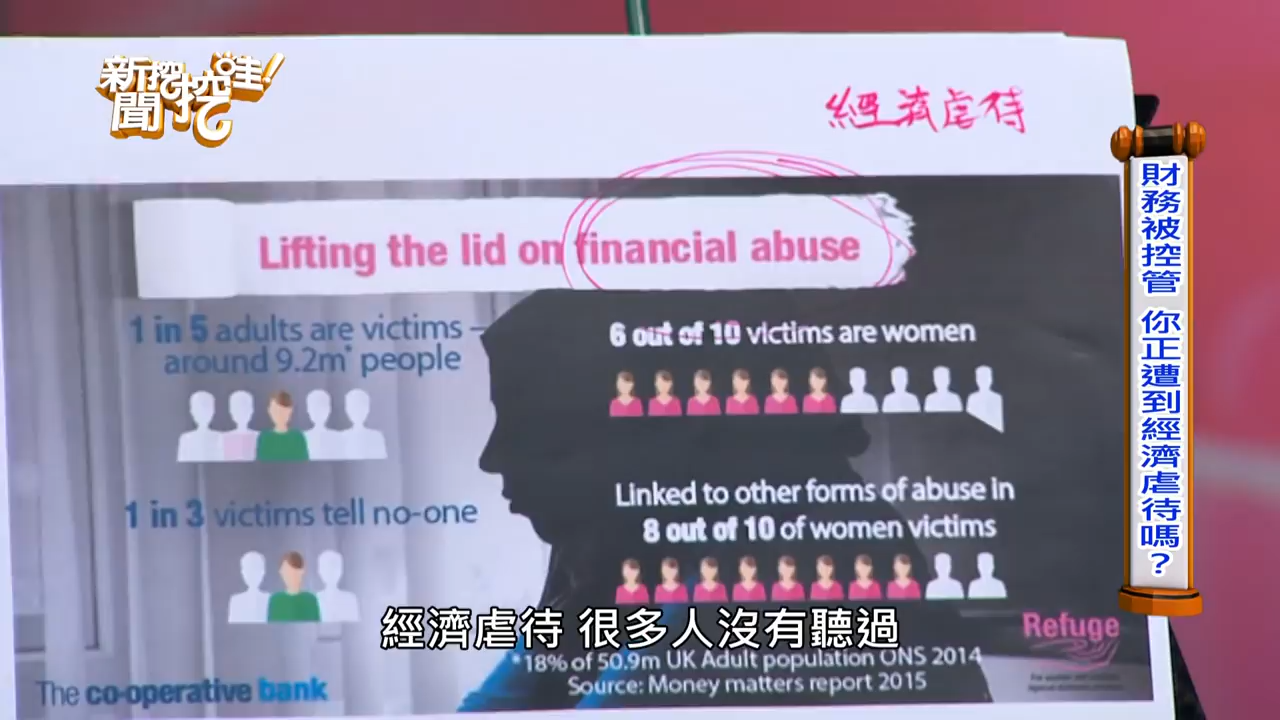 新聞挖挖哇!
經濟虐待
財務被控管 你正遭到經濟虐待嗎?
Lifting the lid on financial abuse
1 in 5 adults are victims –
around 9.2m* people
6 out of 10 victims are women
1 in 3 victims tell no-one
Linked to other forms of abuse in
8 out of 10 of women victims
經濟虐待 很多人沒有聽過
Refuge
*18% of 50.9m UK Adult population ONS 2014
Source: Money matters report 2015
The co-operative bank